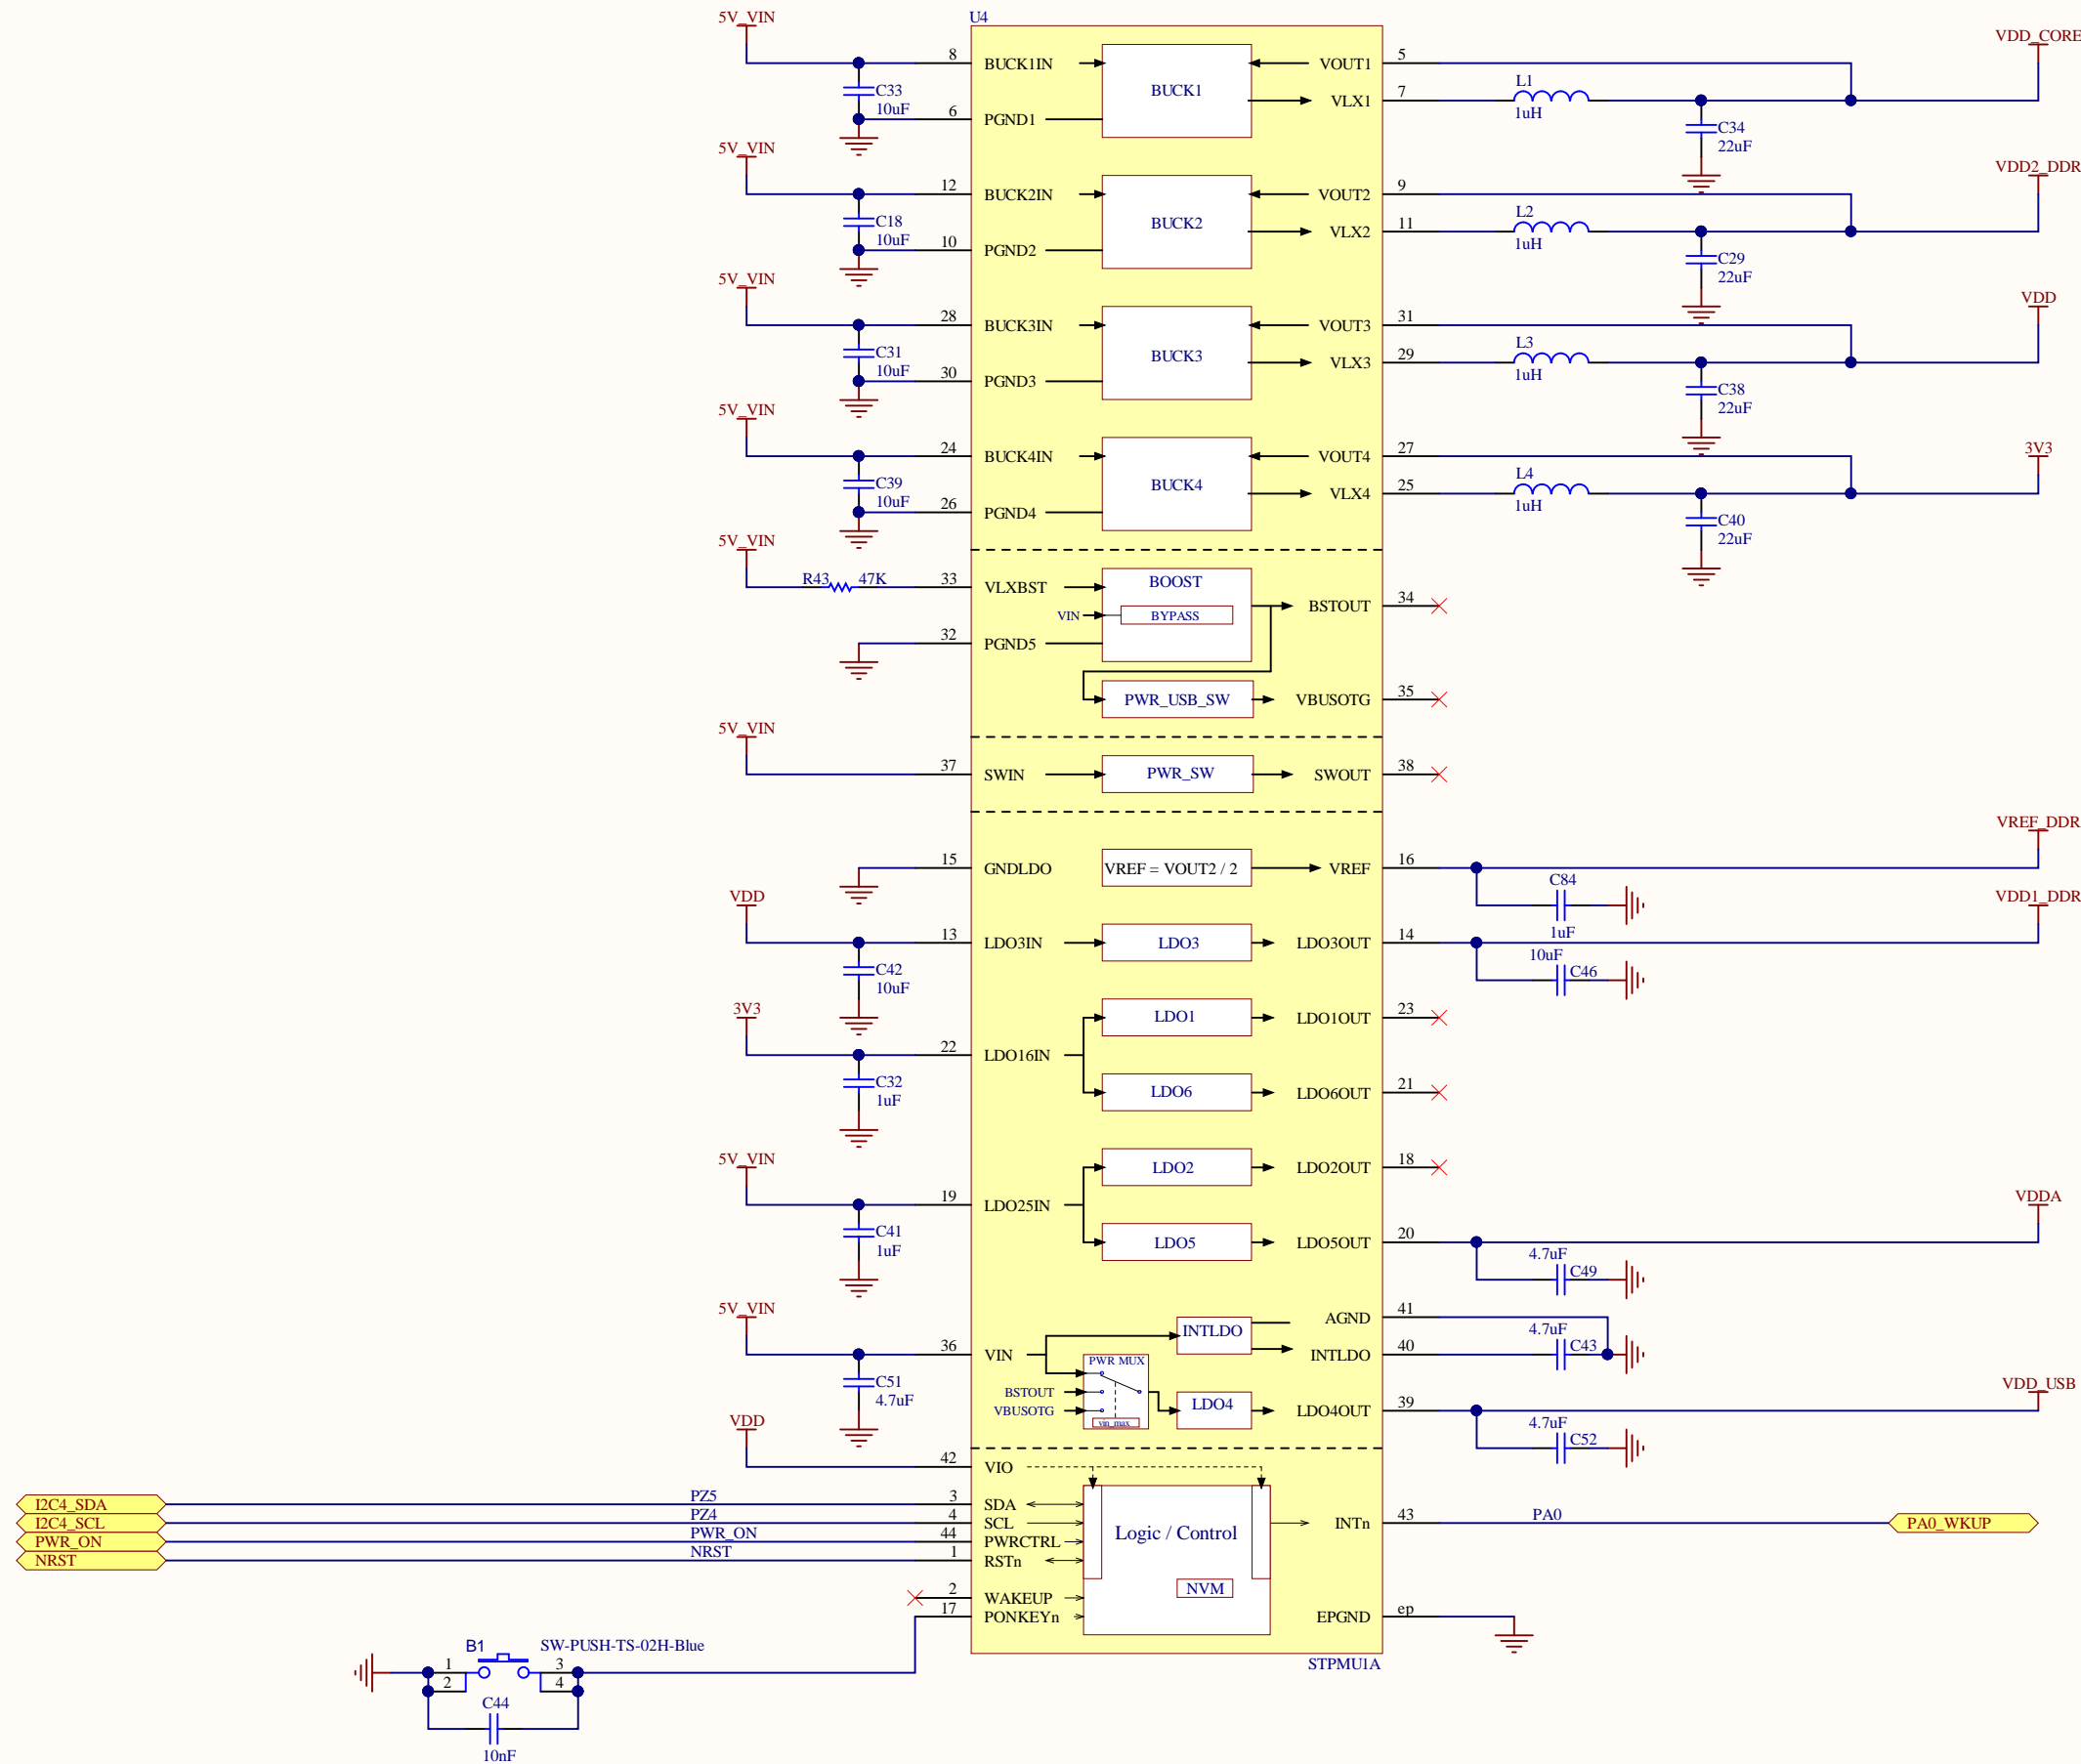 U4
5V_VIN
8 BUCK1IN
C33
10uF
6 PGND1
BUCK1
VOUT1 5
VLX1 7
L1
1uH
C34
22uF
VDD_CORE
5V_VIN
12 BUCK2IN
C18
10uF
10 PGND2
BUCK2
VOUT2 9
VLX2 11
L2
1uH
C29
22uF
VDD2_DDR
5V_VIN
28 BUCK3IN
C31
10uF
30 PGND3
BUCK3
VOUT3 31
VLX3 29
L3
1uH
C38
22uF
VDD
5V_VIN
24 BUCK4IN
C39
10uF
26 PGND4
BUCK4
VOUT4 27
VLX4 25
L4
1uH
C40
22uF
3V3
5V_VIN
R43 47K
33 VLXBST
BOOST
VIN
BYPASS
BSTOUT 34
32 PGND5
PWR_USB_SW
VBUSOTG 35
5V_VIN
37 SWIN
PWR_SW
SWOUT 38
15 GNDLDO
VREF = VOUT2 / 2
VREF 16
VREF_DDR
C84
1uF
VDD
13 LDO3IN
C42
10uF
LDO3
LDO3OUT 14
VDD1_DDR
10uF
C46
3V3
22 LDO16IN
C32
1uF
LDO1
LDO1OUT 23
LDO6
LDO6OUT 21
5V_VIN
19 LDO25IN
C41
1uF
LDO2
LDO2OUT 18
LDO5
LDO5OUT 20
VDDA
4.7uF
C49
5V_VIN
36 VIN
C51
4.7uF
INTLDO
AGND 41
INTLDO 40
4.7uF
C43
PWR MUX
BSTOUT
VBUSOTG
vin_max
LDO4
LDO4OUT 39
VDD_USB
4.7uF
C52
VDD
42 VIO
I2C4_SDA PZ5 3 SDA
I2C4_SCL PZ4 4 SCL
PWR_ON PWR_ON 44 PWRCTRL
NRST NRST 1 RSTn
Logic / Control
NVM
INTn 43 PA0 PA0_WKUP
2 WAKEUP
17 PONKEYn
EPGND ep
STPMU1A
B1 SW-PUSH-TS-02H-Blue
1 3
2 4
C44
10nF